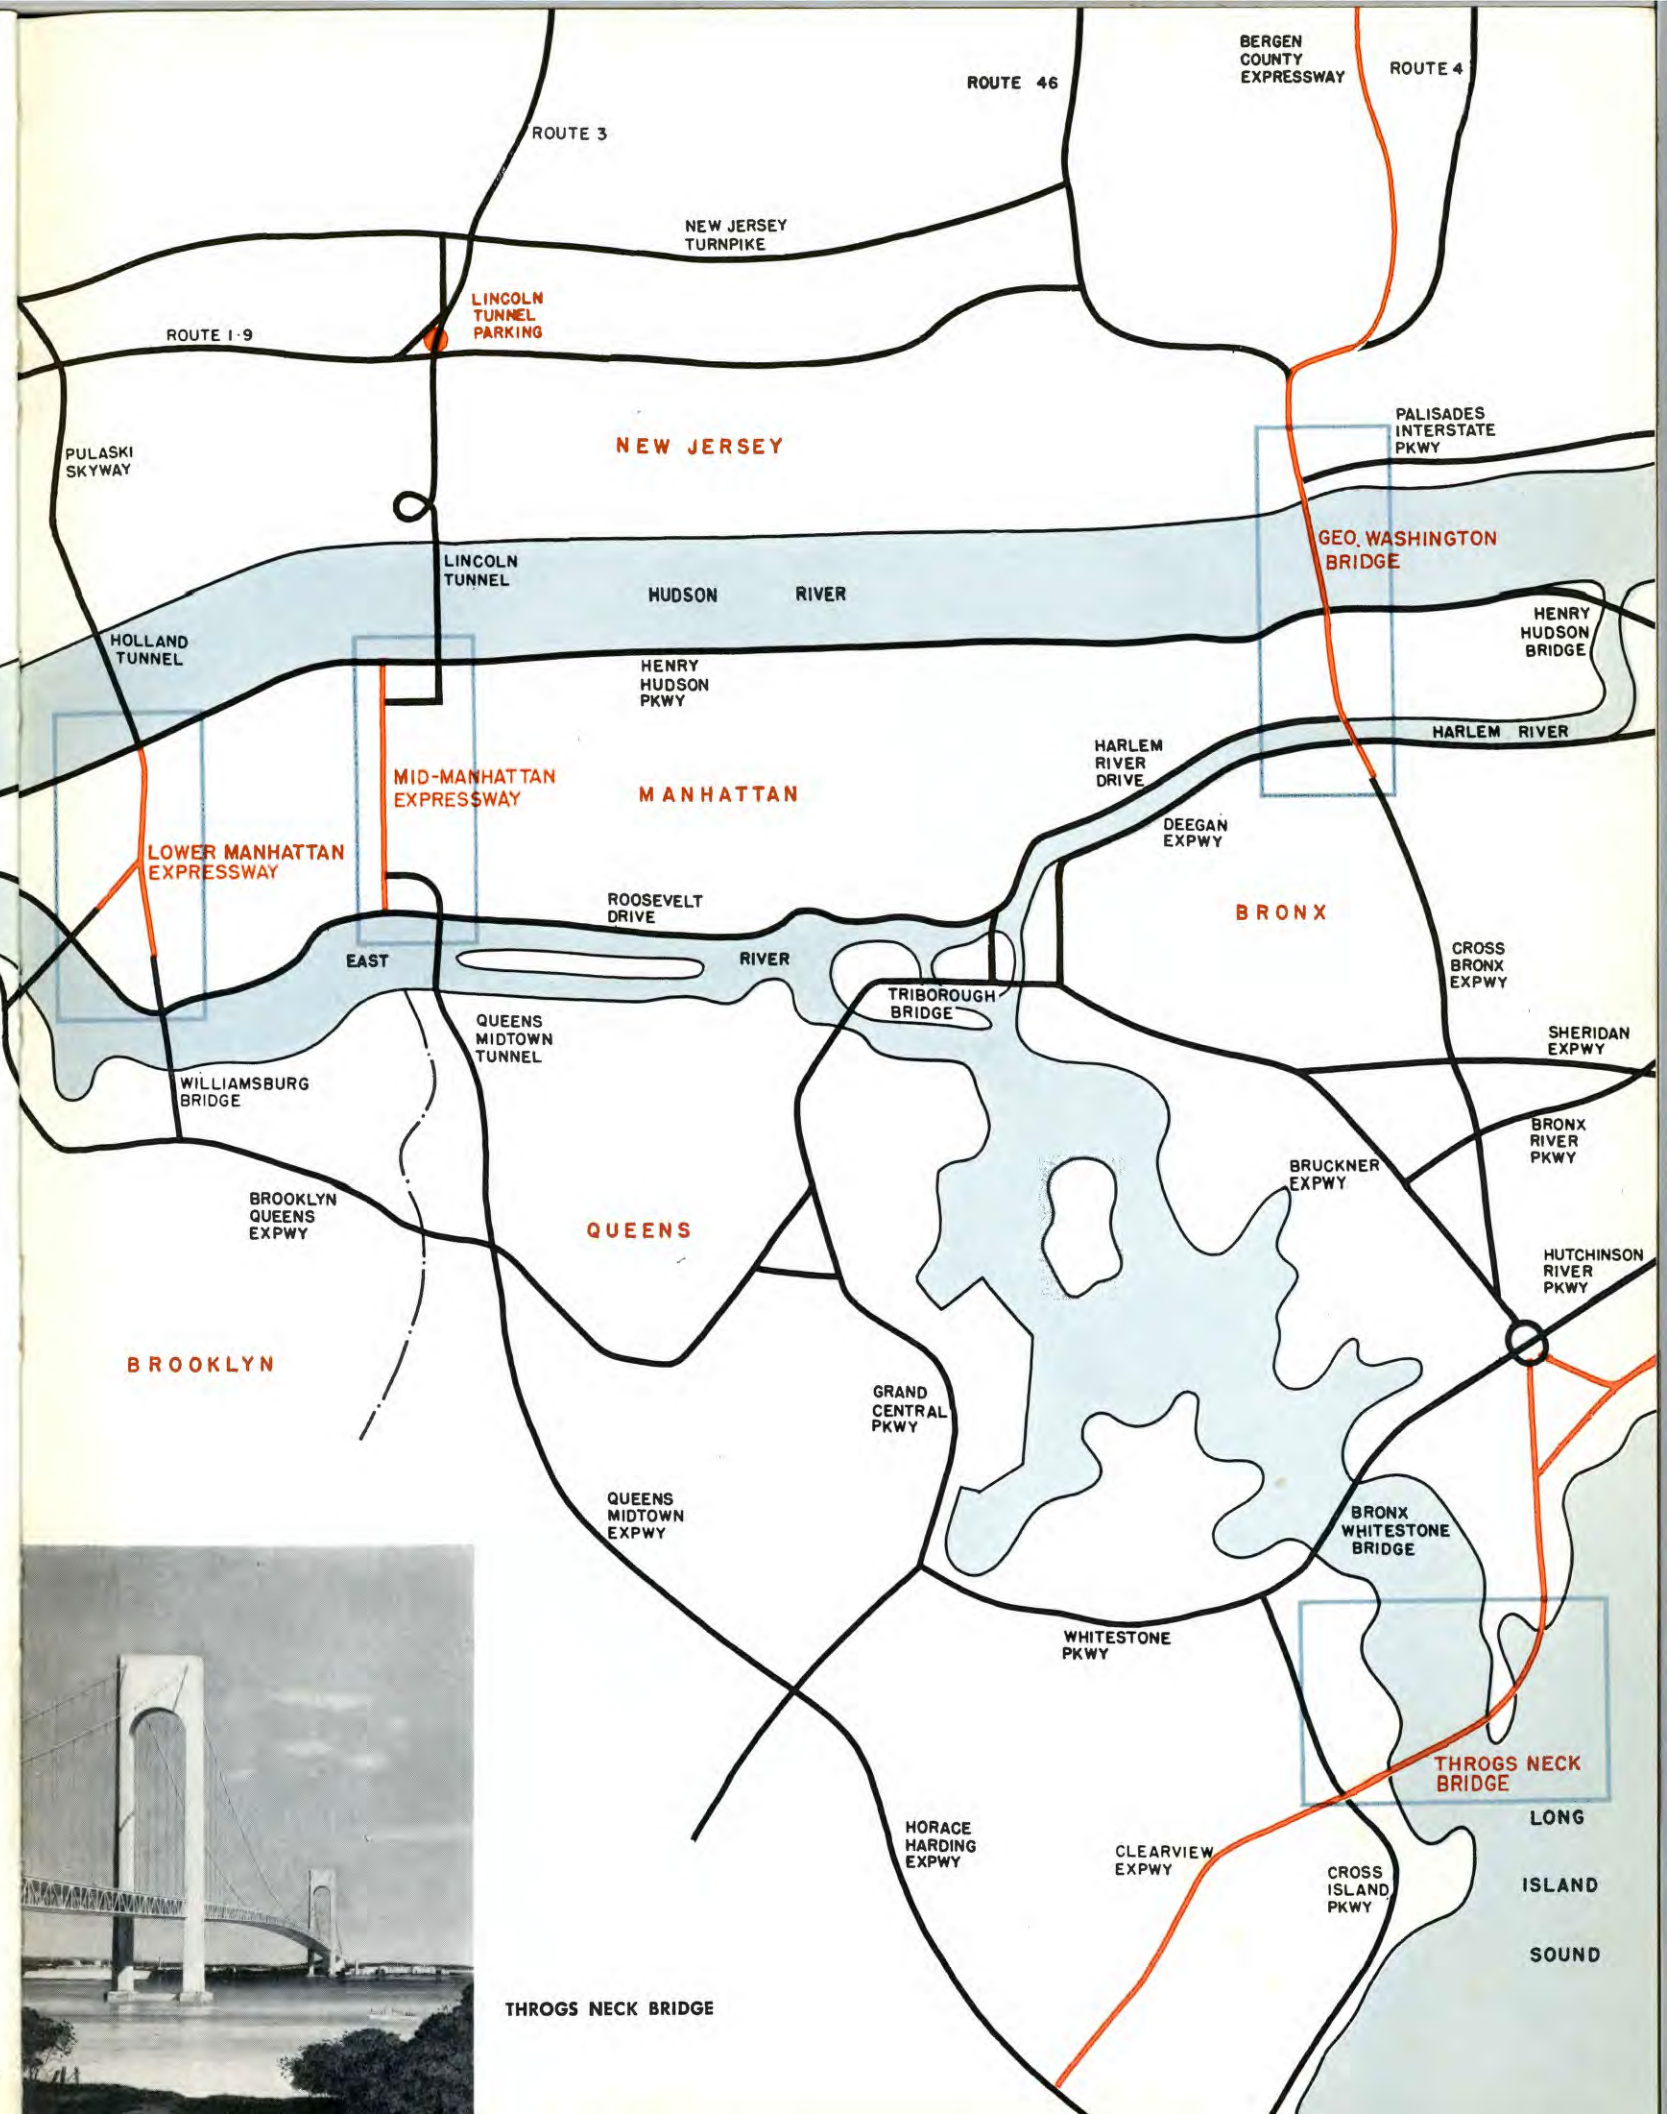 BERGEN
COUNTY
EXPRESSWAY
ROUTE 4
ROUTE 46
ROUTE 3
NEW JERSEY
TURNPIKE
LINCOLN
TUNNEL
PARKING
ROUTE 1-9
PULASKI
SKYWAY
NEW JERSEY
PALISADES
INTERSTATE
PKWY
GEO. WASHINGTON
BRIDGE
LINCOLN
TUNNEL
HUDSON RIVER
HOLLAND
TUNNEL
HENRY
HUDSON
BRIDGE
HENRY
HUDSON
PKWY
HARLEM RIVER
HARLEM
RIVER
DRIVE
MID-MANHATTAN
EXPRESSWAY
MANHATTAN
DEEGAN
EXPWY
LOWER MANHATTAN
EXPRESSWAY
ROOSEVELT
DRIVE
BRONX
EAST RIVER
CROSS
BRONX
EXPWY
TRIBOROUGH
BRIDGE
QUEENS
MIDTOWN
TUNNEL
SHERIDAN
EXPWY
WILLIAMSBURG
BRIDGE
BRONX
RIVER
PKWY
BRUCKNER
EXPWY
BROOKLYN
QUEENS
EXPWY
QUEENS
HUTCHINSON
RIVER
PKWY
BROOKLYN
GRAND
CENTRAL
PKWY
QUEENS
MIDTOWN
EXPWY
BRONX
WHITESTONE
BRIDGE
WHITESTONE
PKWY
THROGS NECK
BRIDGE
LONG
ISLAND
SOUND
HORACE
HARDING
EXPWY
CLEARVIEW
EXPWY
CROSS
ISLAND
PKWY
THROGS NECK BRIDGE